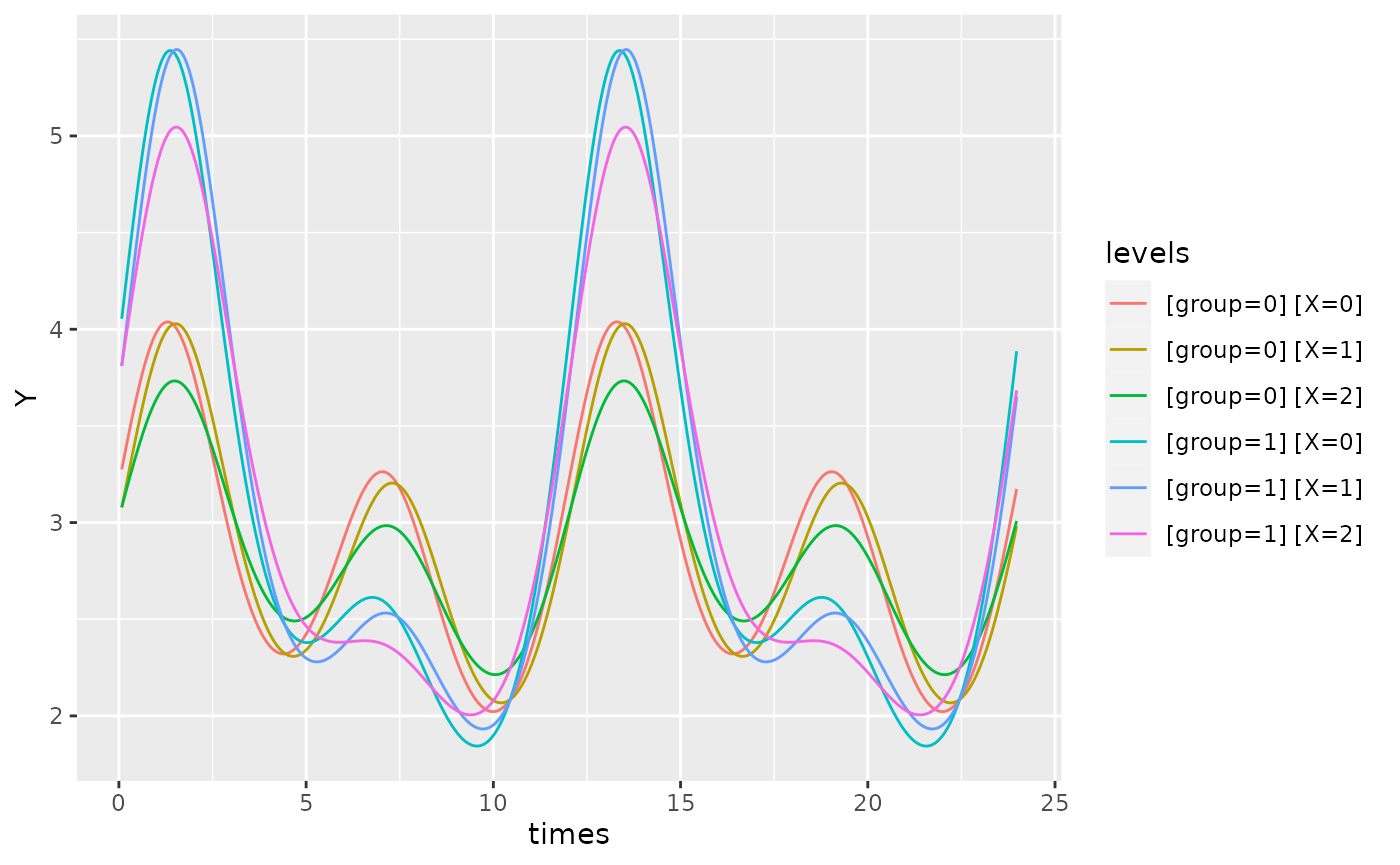 5
4
3
2
Y
0 5 10 15 20 25
times
levels
[group=0] [X=0]
[group=0] [X=1]
[group=0] [X=2]
[group=1] [X=0]
[group=1] [X=1]
[group=1] [X=2]